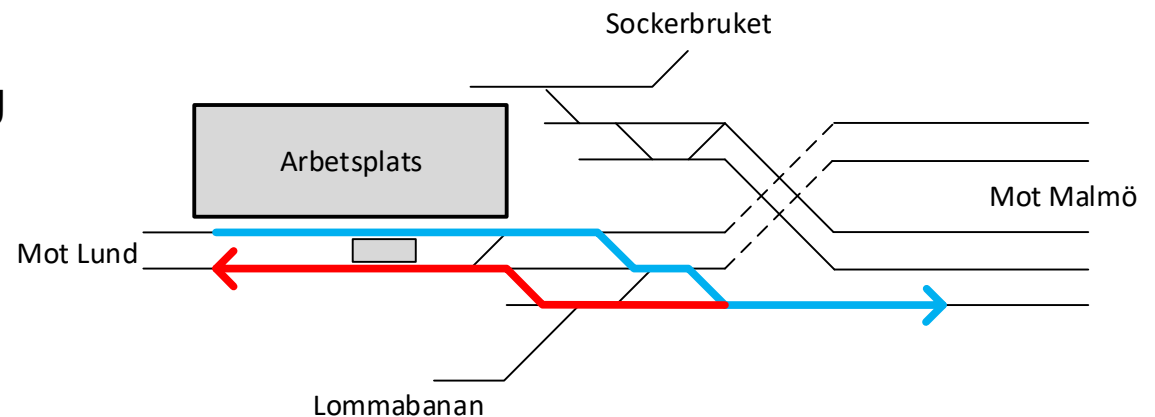 Sockerbruket
Arbetsplats
Mot Malmö
Mot Lund
Lommabanan